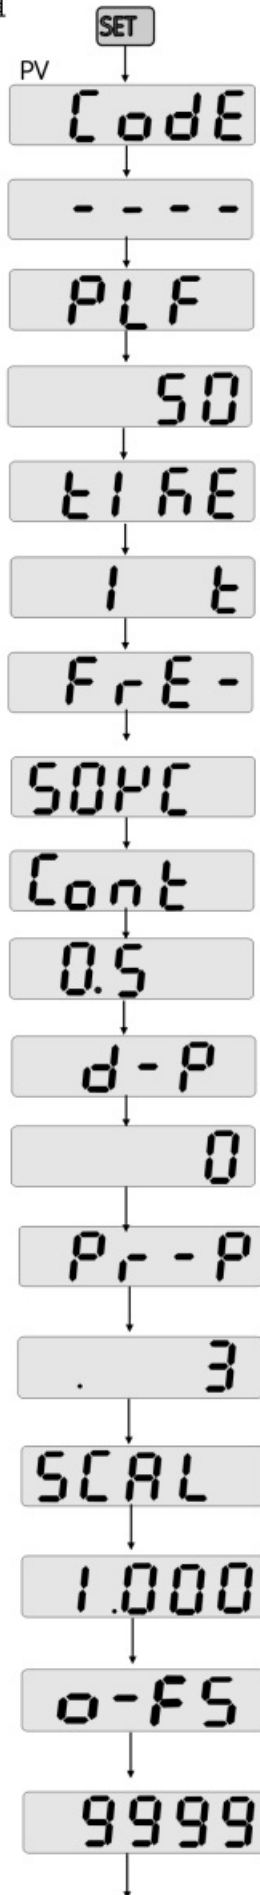 SET
PV
CodE
- - - -
PLF
50
tIME
1 t
FrE-
50HC
Cont
0.5
d-P
0
Pr-P
. 3
SCAL
1.000
o-FS
9999